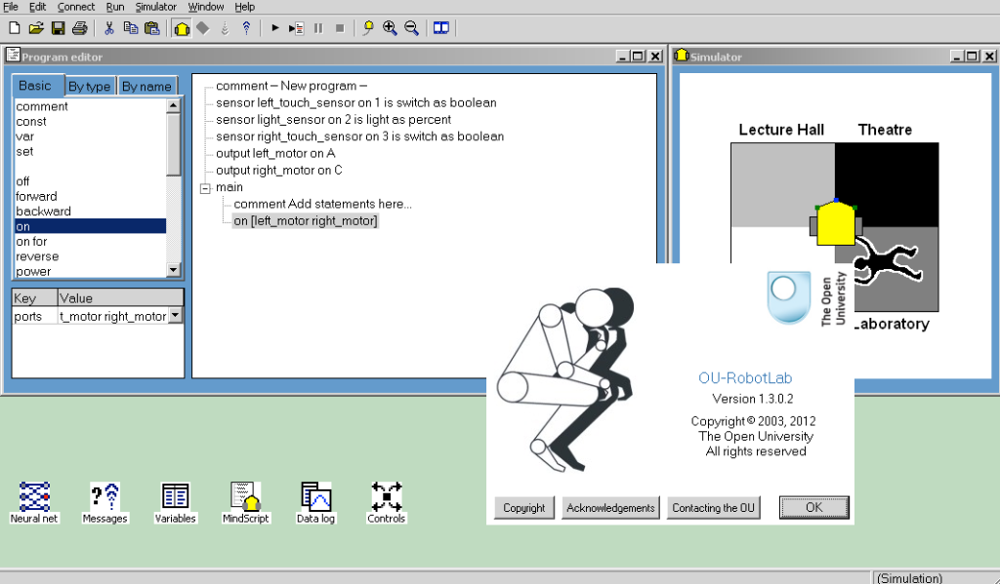 File Edit Connect Run Simulator Window Help
Program editor
Basic By type By name
comment
const
var
set
off
forward
backward
on
on for
reverse
power
Key Value
ports t_motor right_motor
comment – New program –
sensor left_touch_sensor on 1 is switch as boolean
sensor light_sensor on 2 is light as percent
sensor right_touch_sensor on 3 is switch as boolean
output left_motor on A
output right_motor on C
main
comment Add statements here...
on [left_motor right_motor]
Simulator
Lecture Hall Theatre
Laboratory
The Open
University
OU-RobotLab
Version 1.3.0.2
Copyright © 2003, 2012
The Open University
All rights reserved
Copyright Acknowledgements Contacting the OU OK
Neural net Messages Variables MindScript Data log Controls
(Simulation)